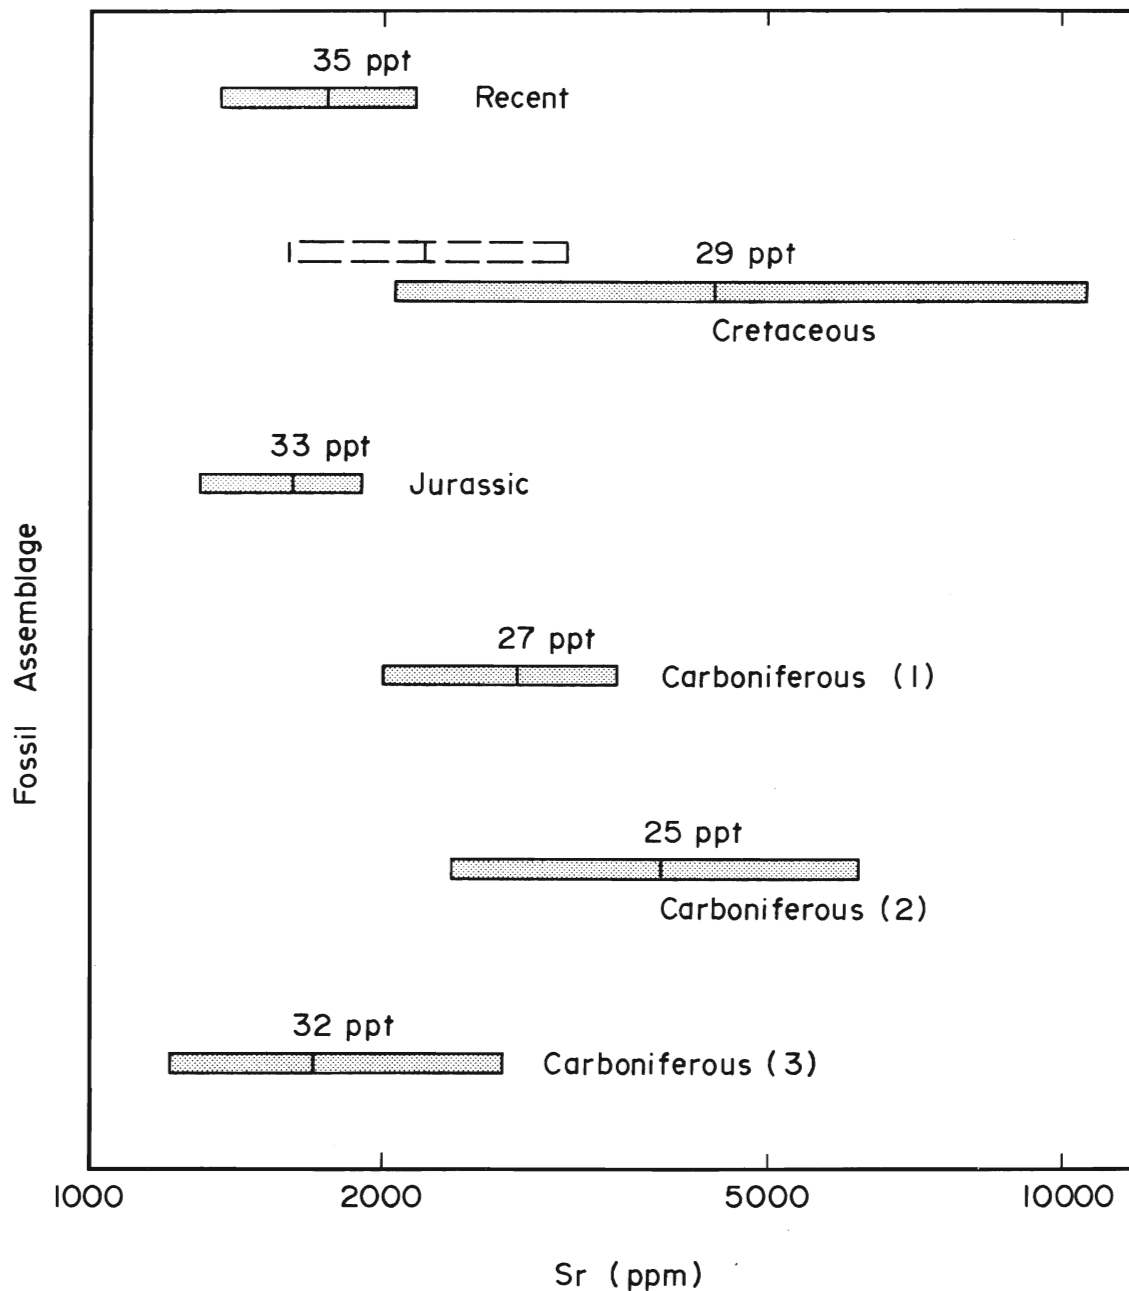 35 ppt
Recent
29 ppt
Cretaceous
33 ppt
Jurassic
27 ppt
Carboniferous (1)
25 ppt
Carboniferous (2)
32 ppt
Carboniferous (3)
Fossil Assemblage
1000 2000 5000 10000
Sr (ppm)